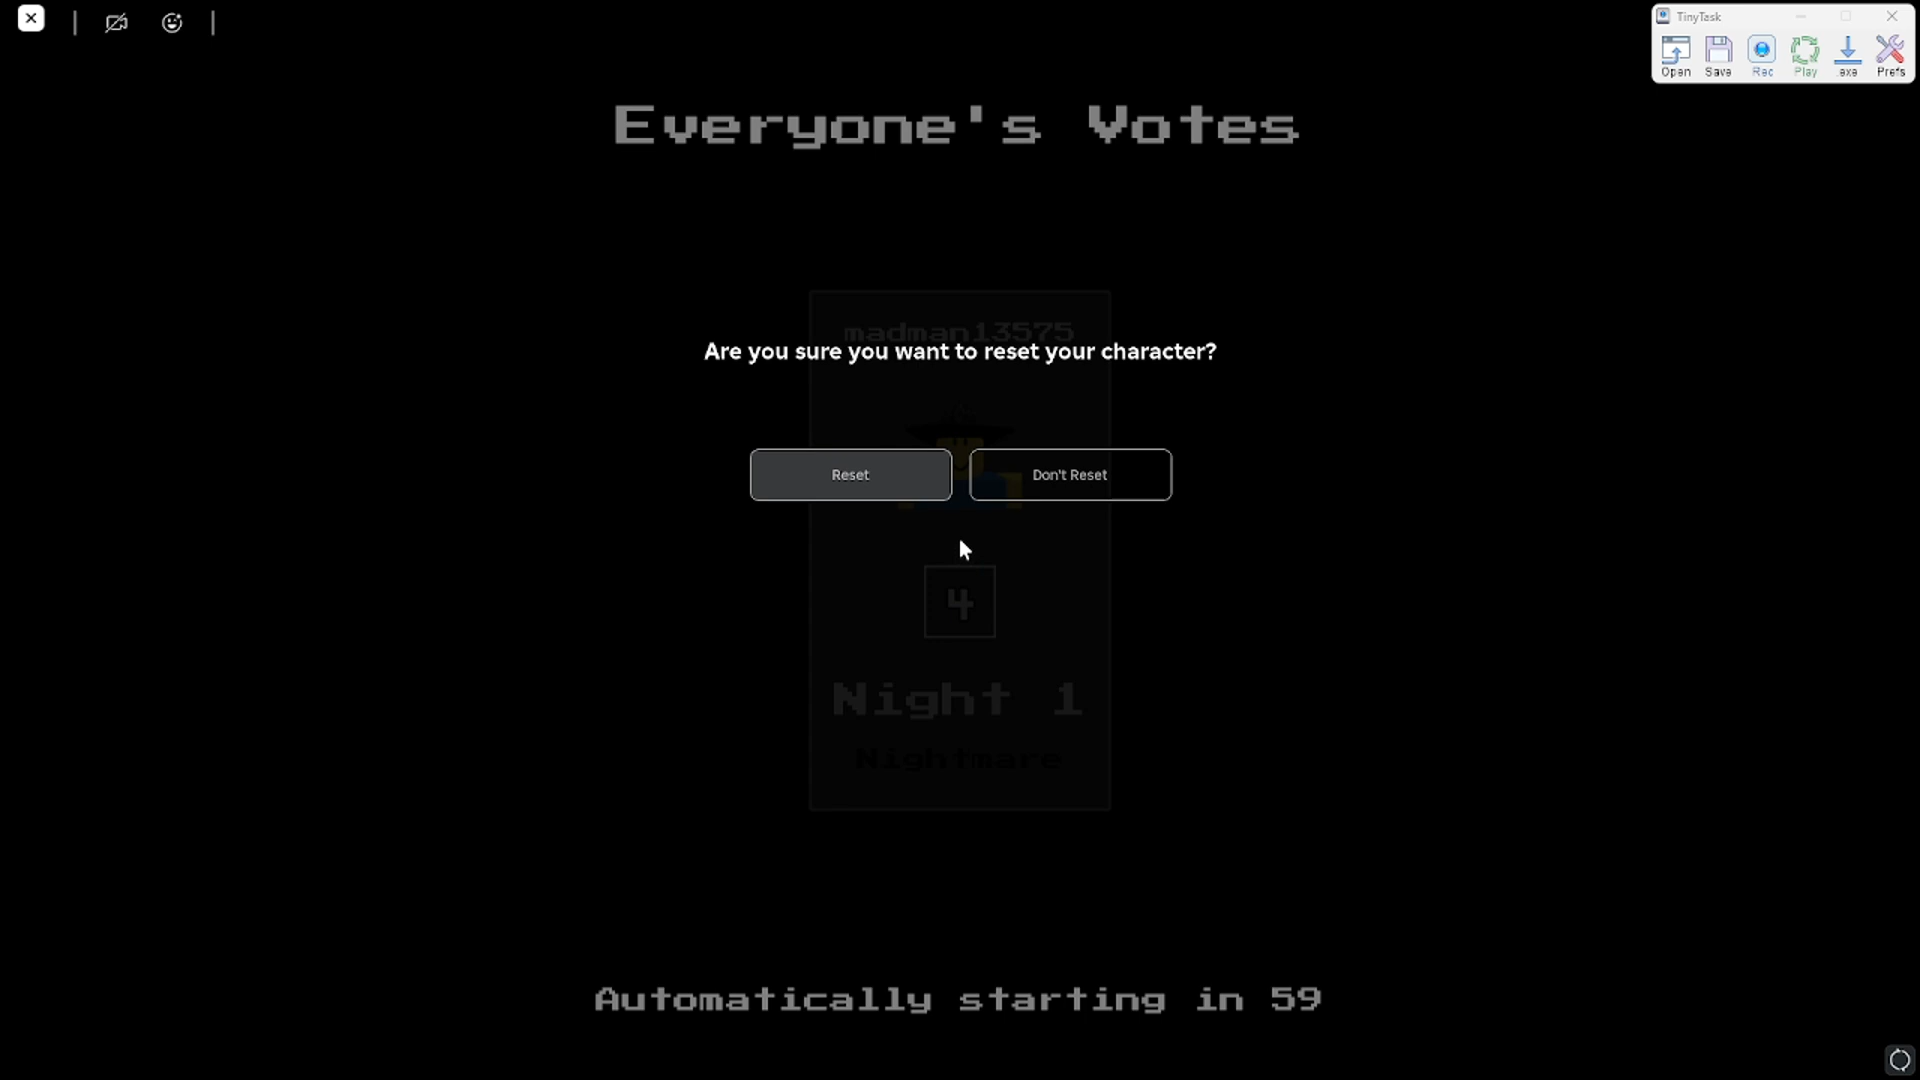 TinyTask
Open Save Rec Play .exe Prefs
Everyone's Votes
madman13575
Are you sure you want to reset your character?
Reset Don't Reset
4
Night 1
Nightmare
Automatically starting in 59